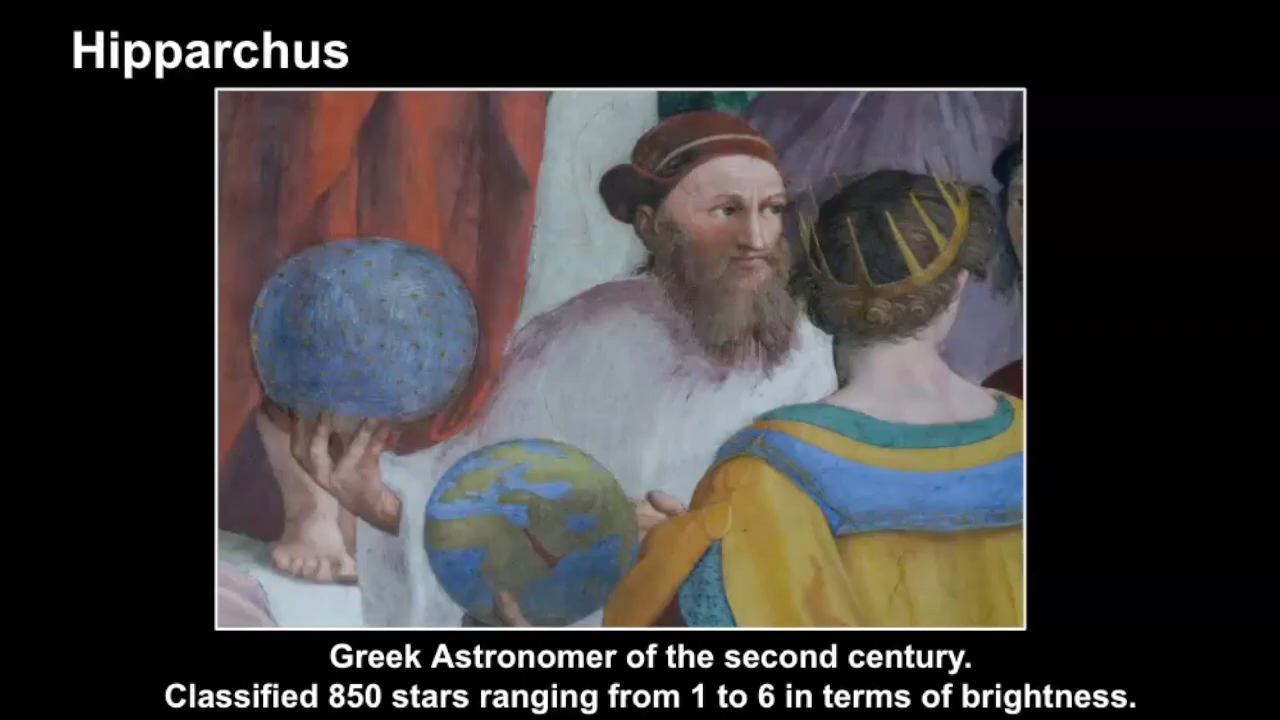 Hipparchus
Greek Astronomer of the second century.
Classified 850 stars ranging from 1 to 6 in terms of brightness.